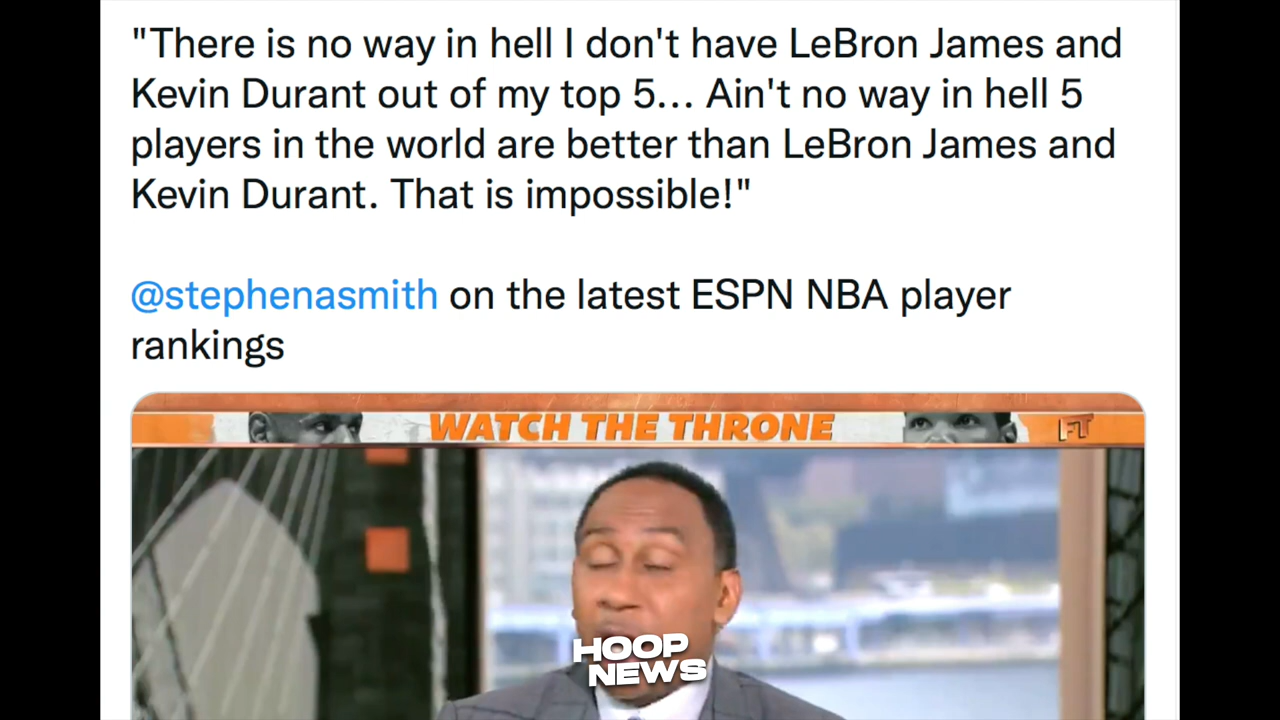 "There is no way in hell I don't have LeBron James and
Kevin Durant out of my top 5... Ain't no way in hell 5
players in the world are better than LeBron James and
Kevin Durant. That is impossible!"
@stephenasmith on the latest ESPN NBA player
rankings
WATCH THE THRONE
FT
HOOP
NEWS